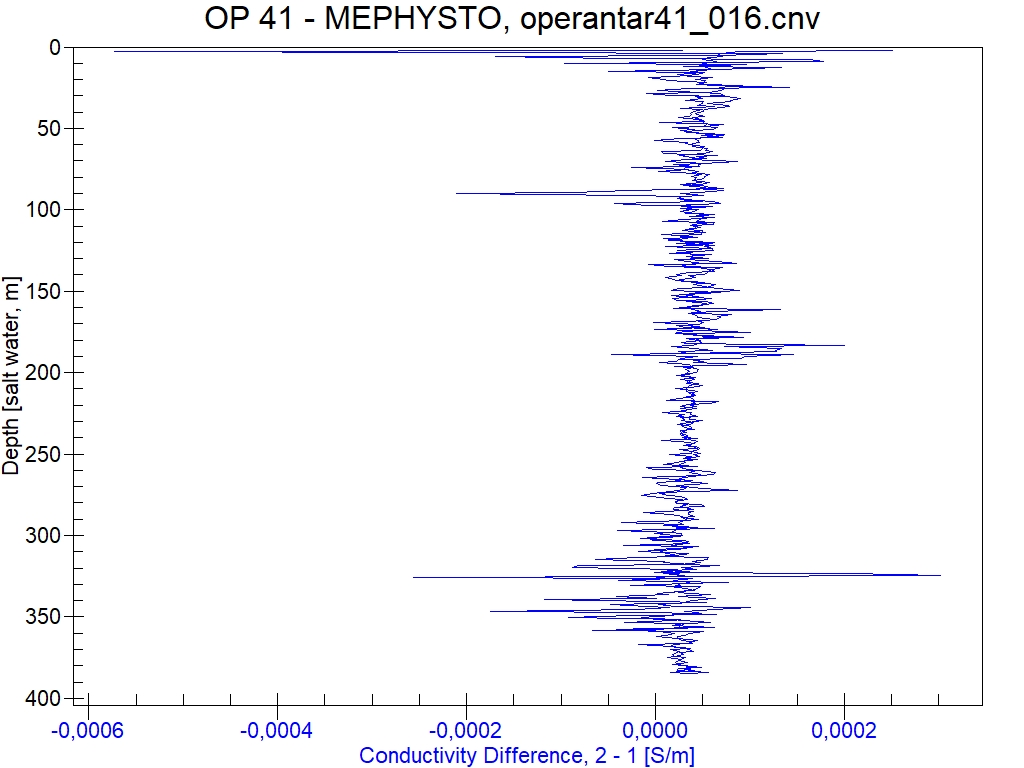 OP 41 - MEPHYSTO, operantar41_016.cnv
0
50
100
150
200
250
300
350
400
Depth [salt water, m]
-0,0006 -0,0004 -0,0002 0,0000 0,0002
Conductivity Difference, 2 - 1 [S/m]